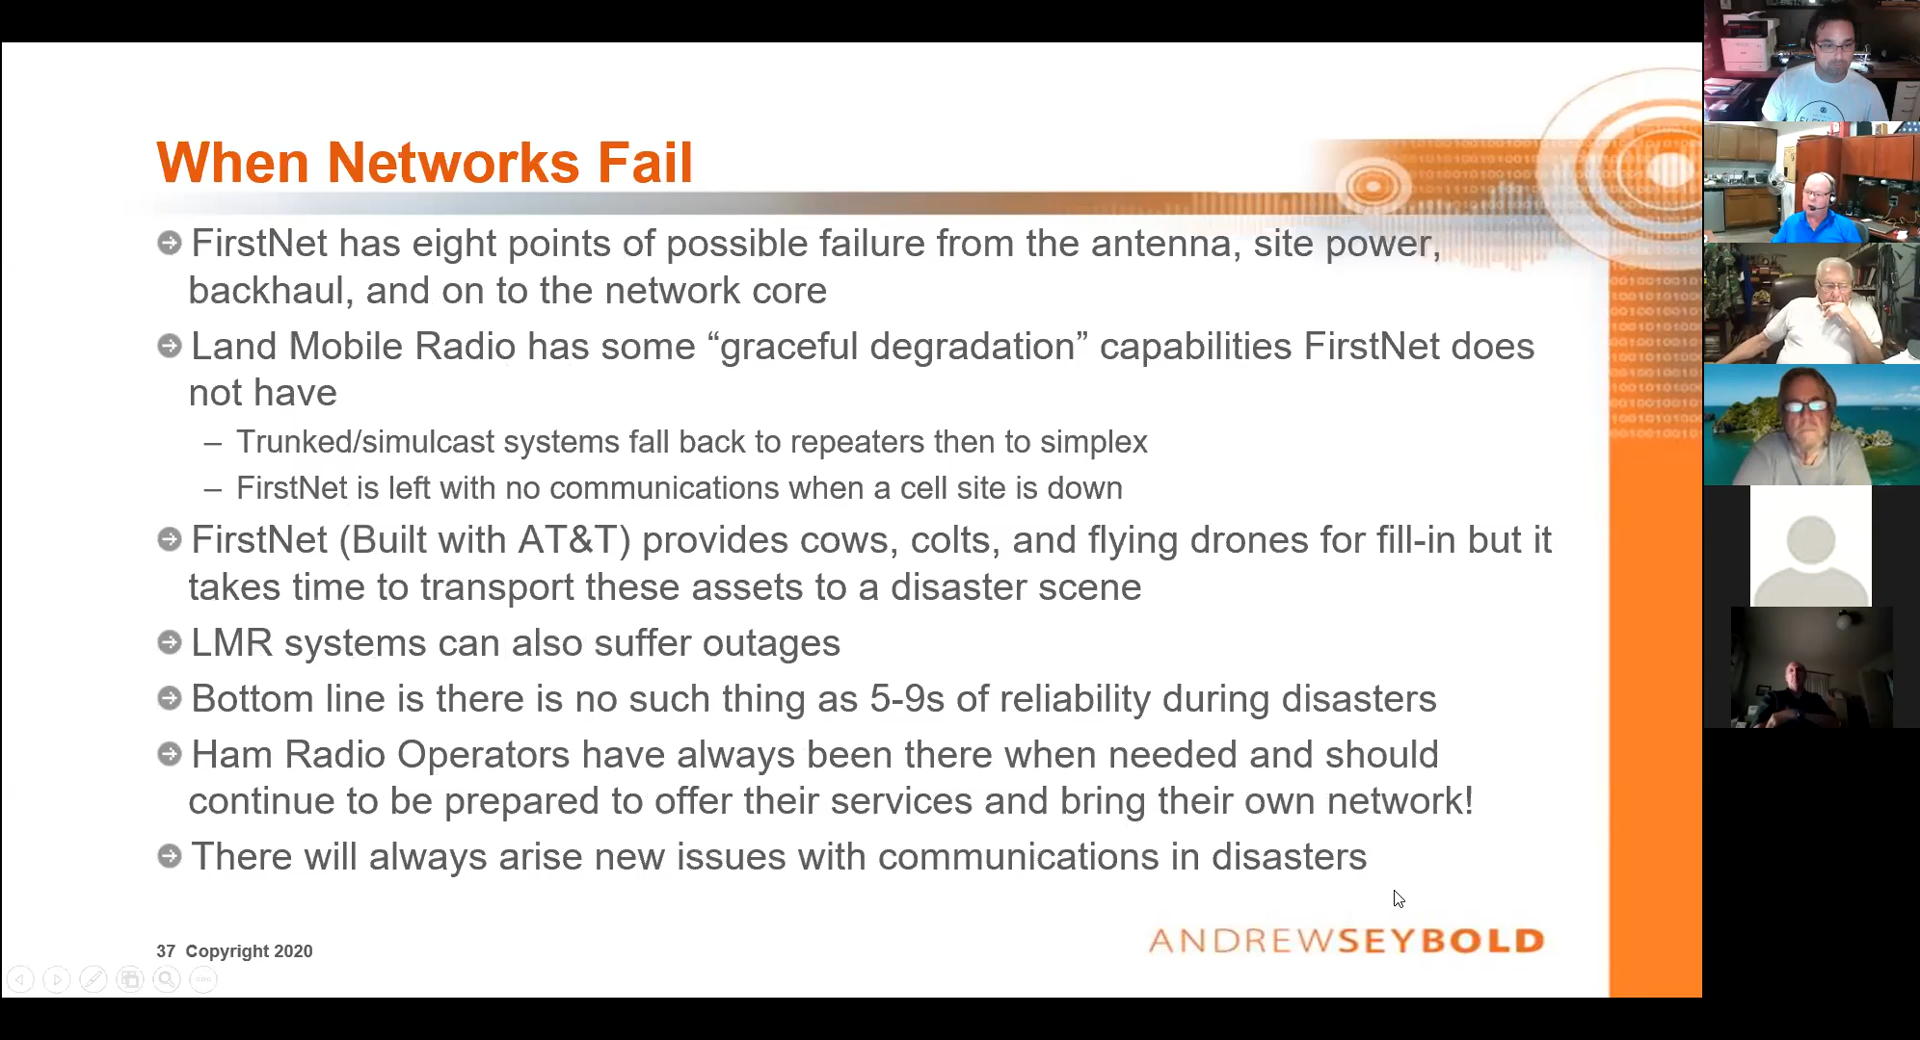 When Networks Fail
FirstNet has eight points of possible failure from the antenna, site power,
backhaul, and on to the network core
Land Mobile Radio has some “graceful degradation” capabilities FirstNet does
not have
– Trunked/simulcast systems fall back to repeaters then to simplex
– FirstNet is left with no communications when a cell site is down
FirstNet (Built with AT&T) provides cows, colts, and flying drones for fill-in but it
takes time to transport these assets to a disaster scene
LMR systems can also suffer outages
Bottom line is there is no such thing as 5-9s of reliability during disasters
Ham Radio Operators have always been there when needed and should
continue to be prepared to offer their services and bring their own network!
There will always arise new issues with communications in disasters
37 Copyright 2020
ANDREWSEYBOLD